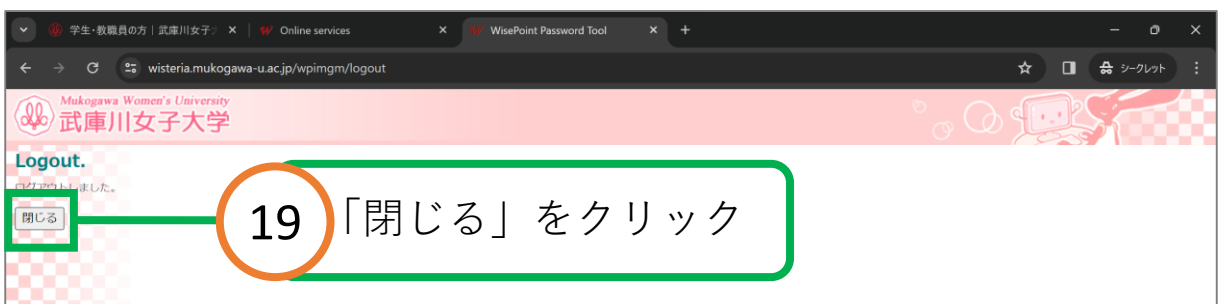 学生・教職員の方｜武庫川女子
Online services
WisePoint Password Tool
wisteria.mukogawa-u.ac.jp/wpimgm/logout
シークレット
Mukogawa Women's University
武庫川女子大学
Logout.
ログアウトしました。
閉じる
19 「閉じる」をクリック